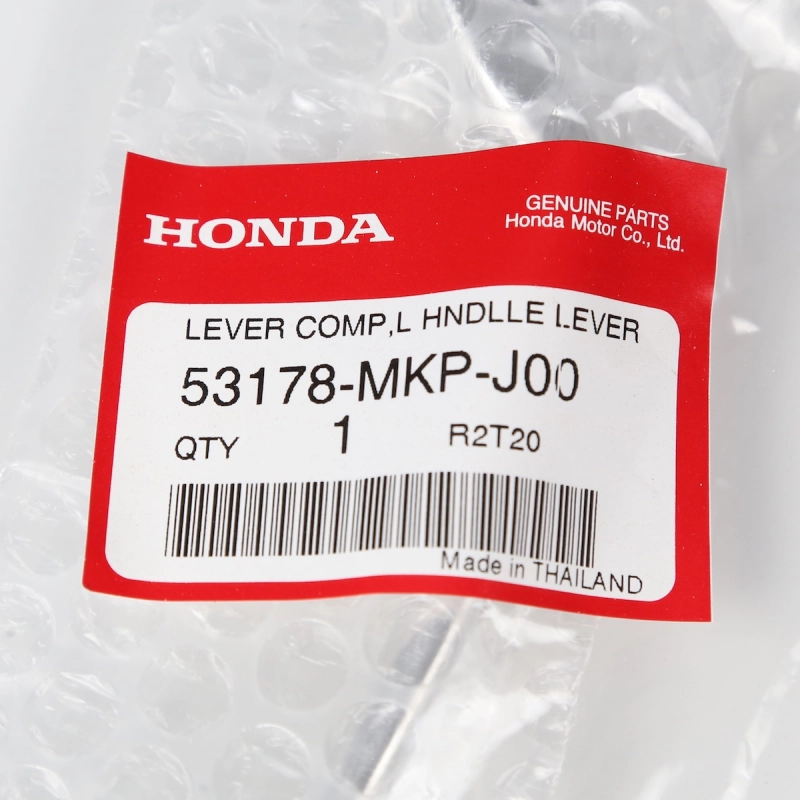 HONDA
GENUINE PARTS
Honda Motor Co., Ltd.
LEVER COMP,L HNDLLE LEVER
53178-MKP-J00
QTY 1 R2T20
Made in THAILAND